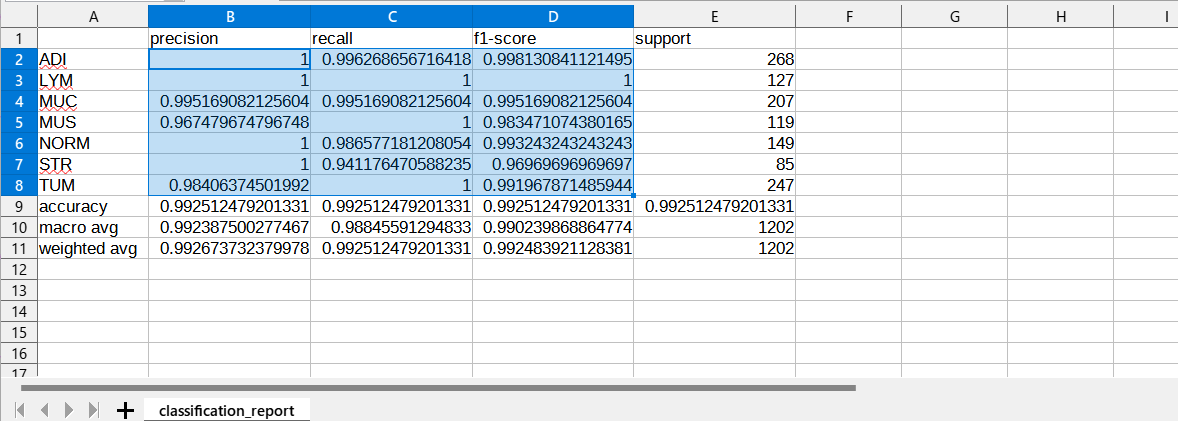 A B C D E F G H I
1 precision recall f1-score support
2 ADI 1 0.996268656716418 0.998130841121495 268
3 LYM 1 1 1 127
4 MUC 0.995169082125604 0.995169082125604 0.995169082125604 207
5 MUS 0.967479674796748 1 0.983471074380165 119
6 NORM 1 0.986577181208054 0.993243243243243 149
7 STR 1 0.941176470588235 0.96969696969697 85
8 TUM 0.98406374501992 1 0.991967871485944 247
9 accuracy 0.992512479201331 0.992512479201331 0.992512479201331 0.992512479201331
10 macro avg 0.992387500277467 0.98845591294833 0.990239868864774 1202
11 weighted avg 0.992673732379978 0.992512479201331 0.992483921128381 1202
12
13
14
15
16
17
classification_report